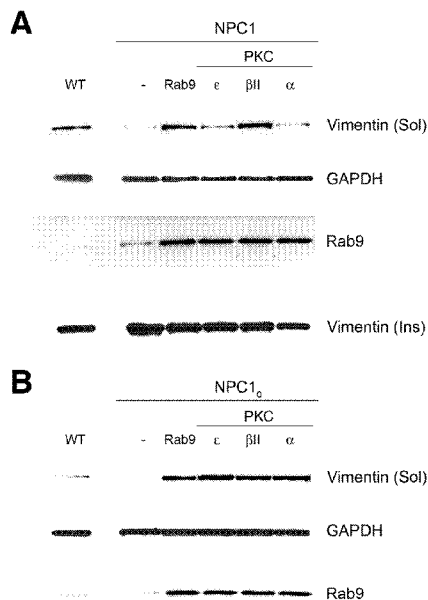 A
NPC1
PKC
WT - Rab9 ε βII α
Vimentin (Sol)
GAPDH
Rab9
Vimentin (Ins)
B
NPC1₀
PKC
WT - Rab9 ε βII α
Vimentin (Sol)
GAPDH
Rab9